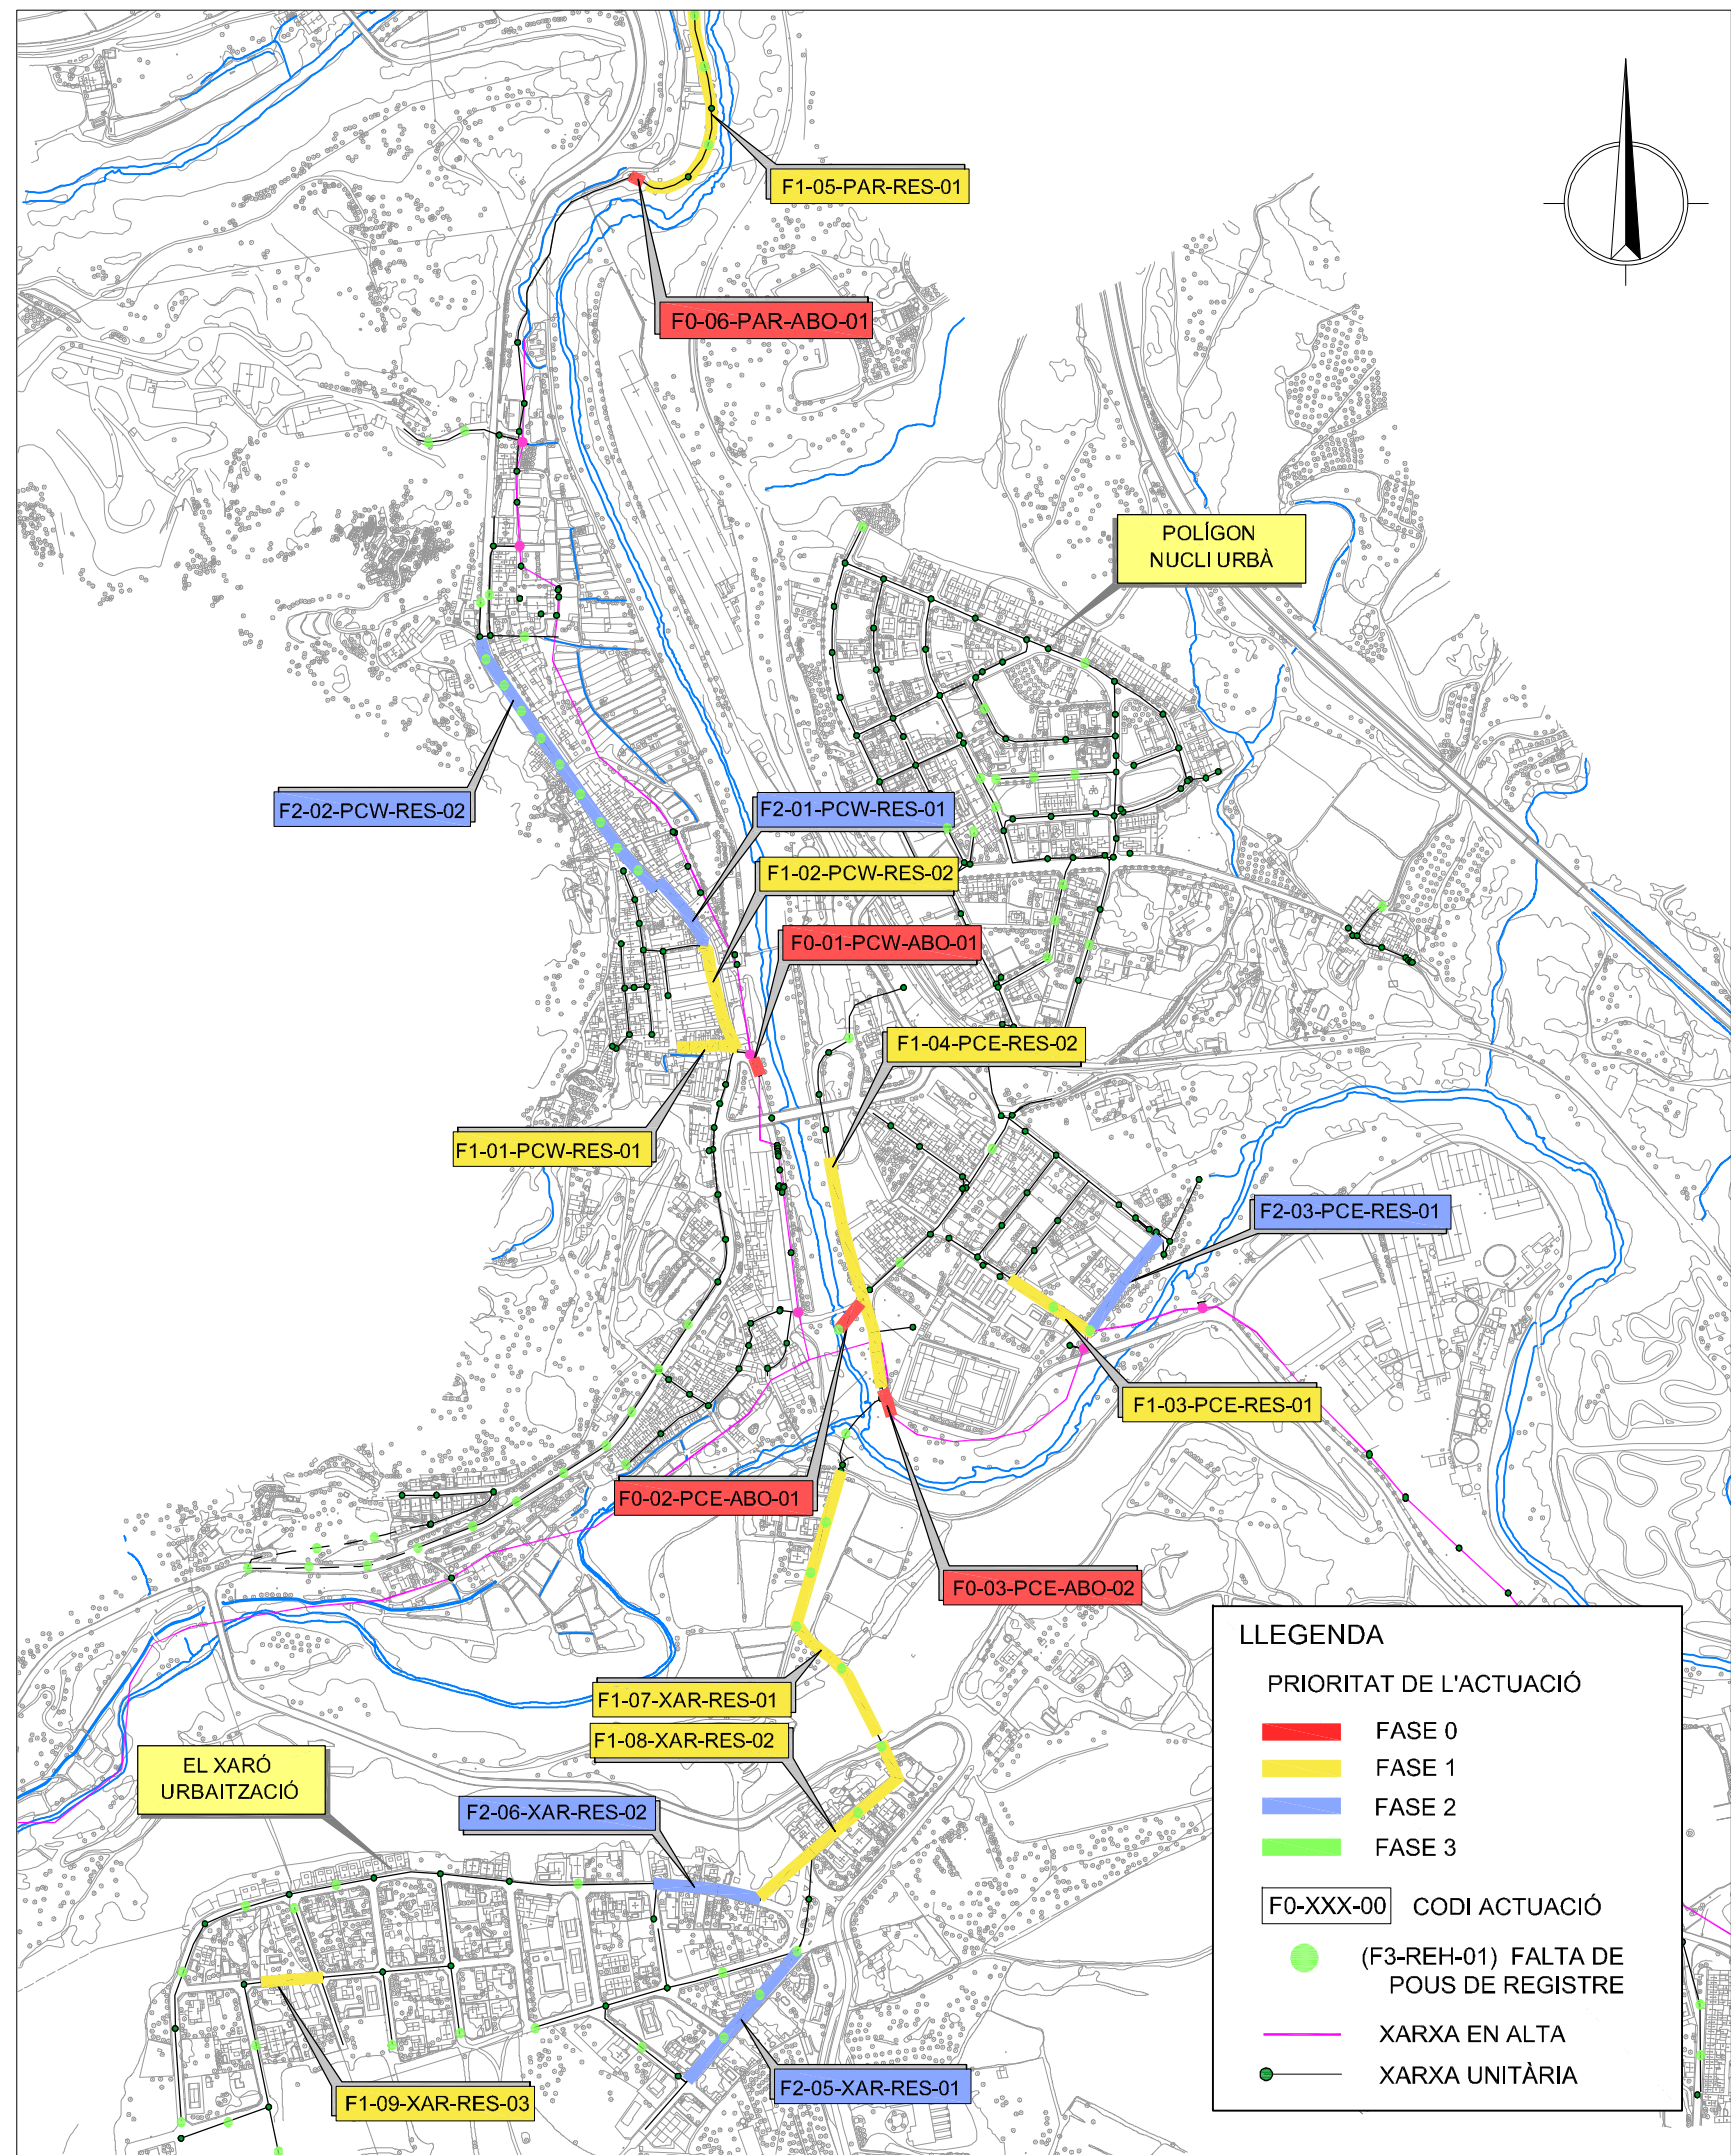 F1-05-PAR-RES-01
F0-06-PAR-ABO-01
POLÍGON
NUCLI URBÀ
F2-02-PCW-RES-02
F2-01-PCW-RES-01
F1-02-PCW-RES-02
F0-01-PCW-ABO-01
F1-04-PCE-RES-02
F1-01-PCW-RES-01
F2-03-PCE-RES-01
F1-03-PCE-RES-01
F0-02-PCE-ABO-01
F0-03-PCE-ABO-02
F1-07-XAR-RES-01
F1-08-XAR-RES-02
EL XARÓ
URBAITZACIÓ
F2-06-XAR-RES-02
F1-09-XAR-RES-03
F2-05-XAR-RES-01
LLEGENDA
PRIORITAT DE L'ACTUACIÓ
FASE 0
FASE 1
FASE 2
FASE 3
F0-XXX-00 CODI ACTUACIÓ
(F3-REH-01) FALTA DE
POUS DE REGISTRE
XARXA EN ALTA
XARXA UNITÀRIA